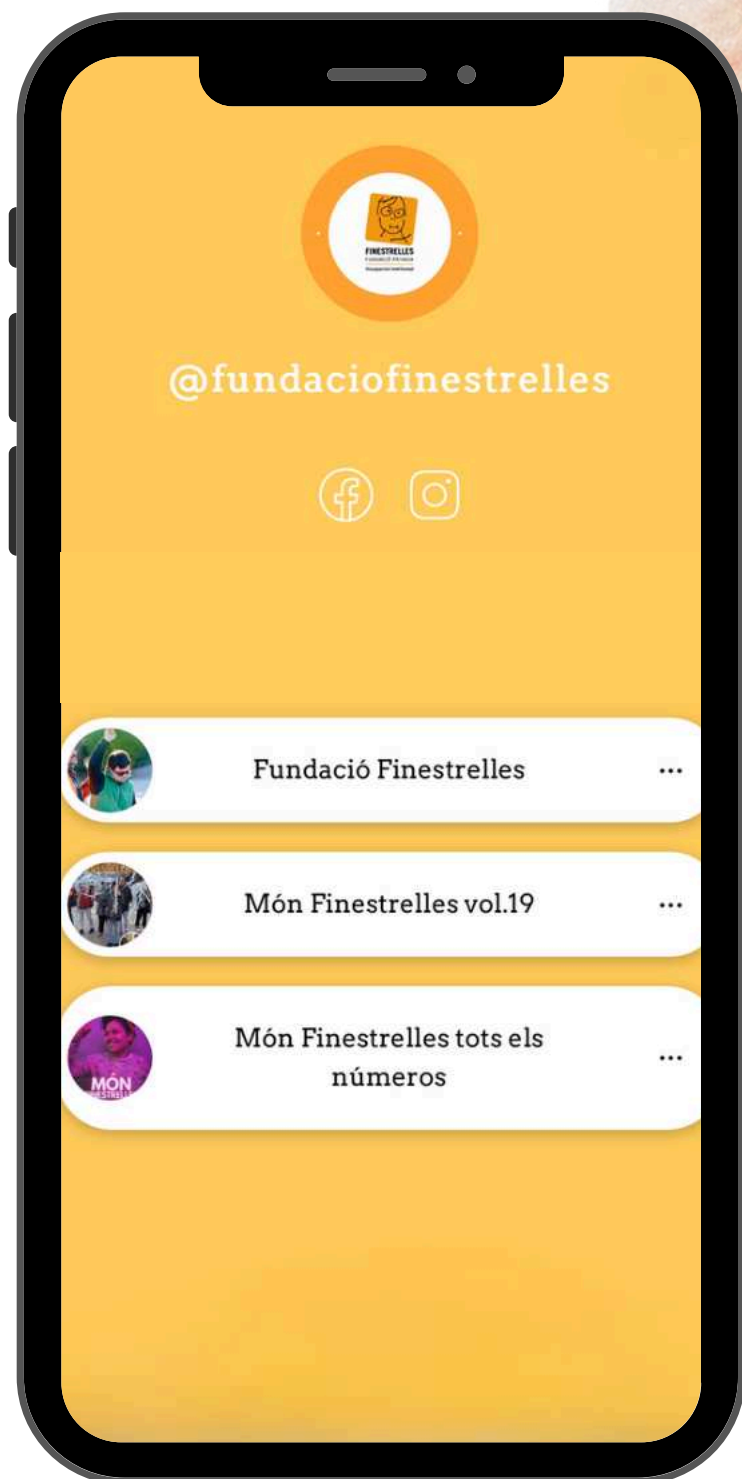 FINESTRELLES
@fundaciofinestrelles
Fundació Finestrelles
Món Finestrelles vol.19
Món Finestrelles tots els
números
MÓN